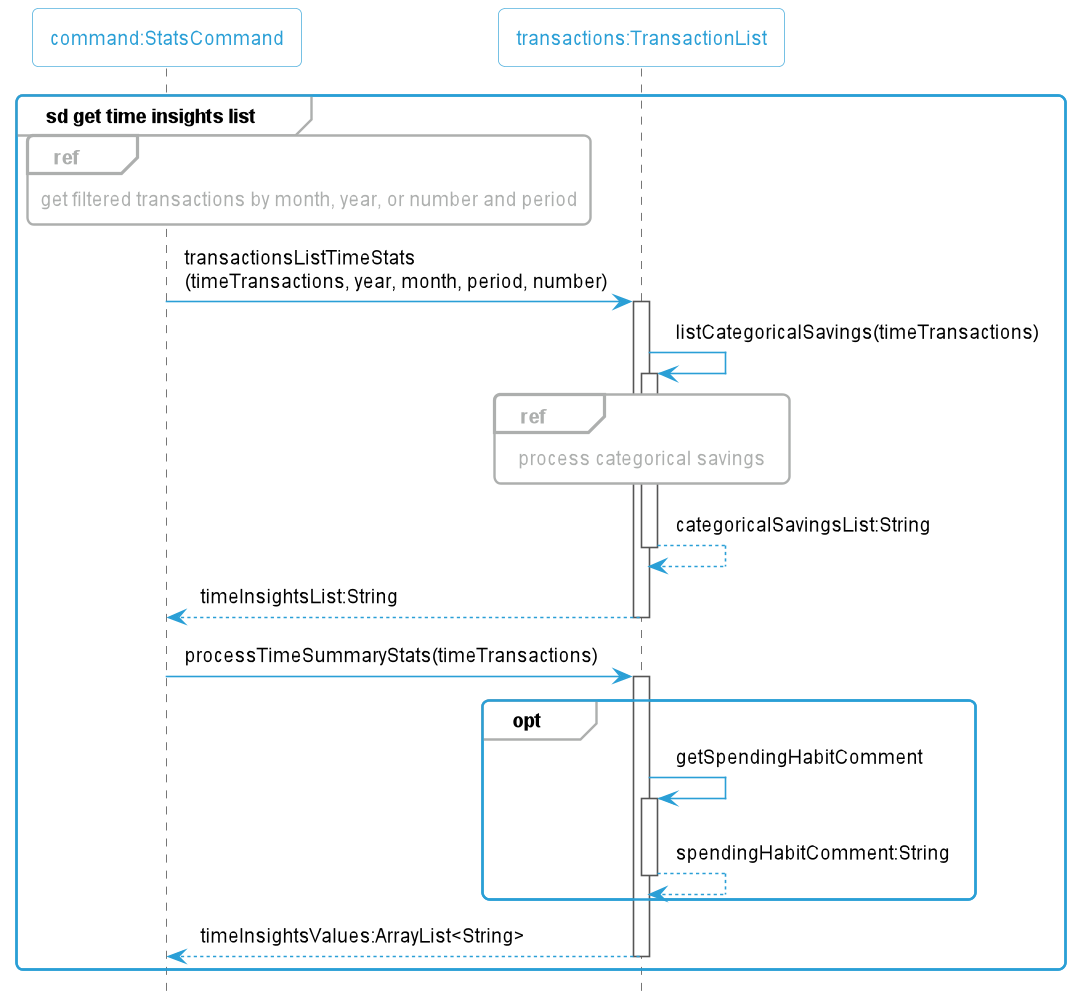 command:StatsCommand
transactions:TransactionList
sd get time insights list
ref
get filtered transactions by month, year, or number and period
transactionsListTimeStats
(timeTransactions, year, month, period, number)
listCategoricalSavings(timeTransactions)
ref
process categorical savings
categoricalSavingsList:String
timeInsightsList:String
processTimeSummaryStats(timeTransactions)
opt
getSpendingHabitComment
spendingHabitComment:String
timeInsightsValues:ArrayList<String>